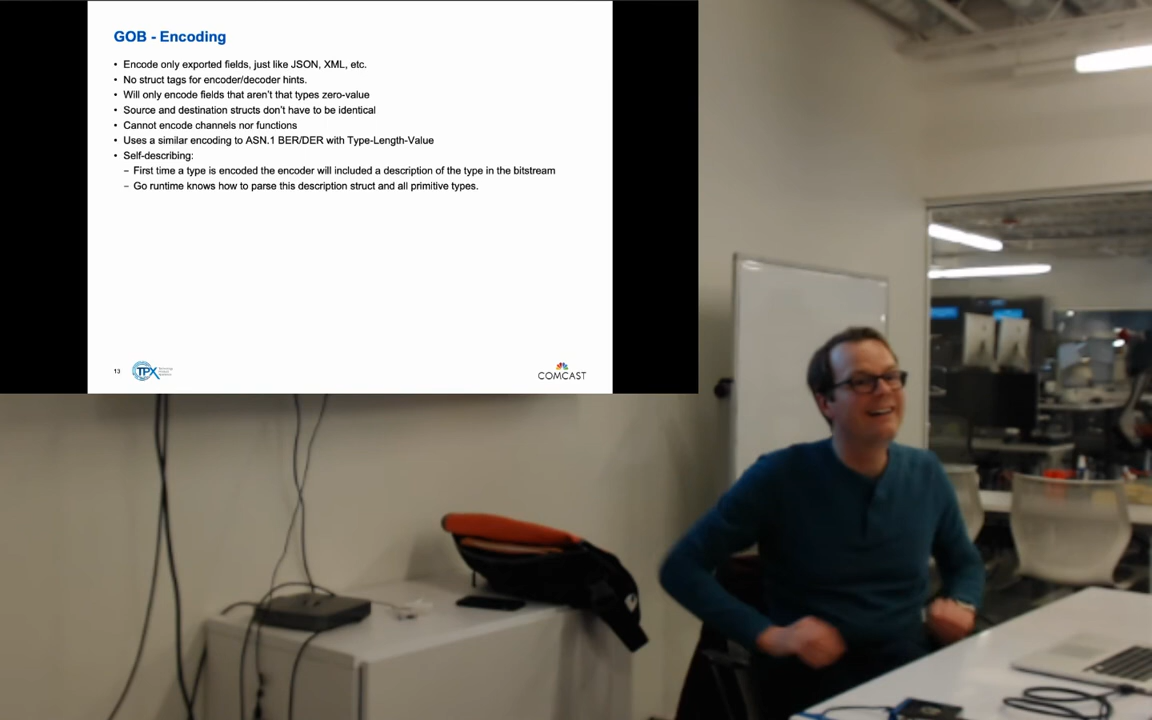 GOB - Encoding
• Encode only exported fields, just like JSON, XML, etc.
• No struct tags for encoder/decoder hints.
• Will only encode fields that aren't that types zero-value
• Source and destination structs don't have to be identical
• Cannot encode channels nor functions
• Uses a similar encoding to ASN.1 BER/DER with Type-Length-Value
• Self-describing:
– First time a type is encoded the encoder will included a description of the type in the bitstream
– Go runtime knows how to parse this description struct and all primitive types.
13
TPX
COMCAST